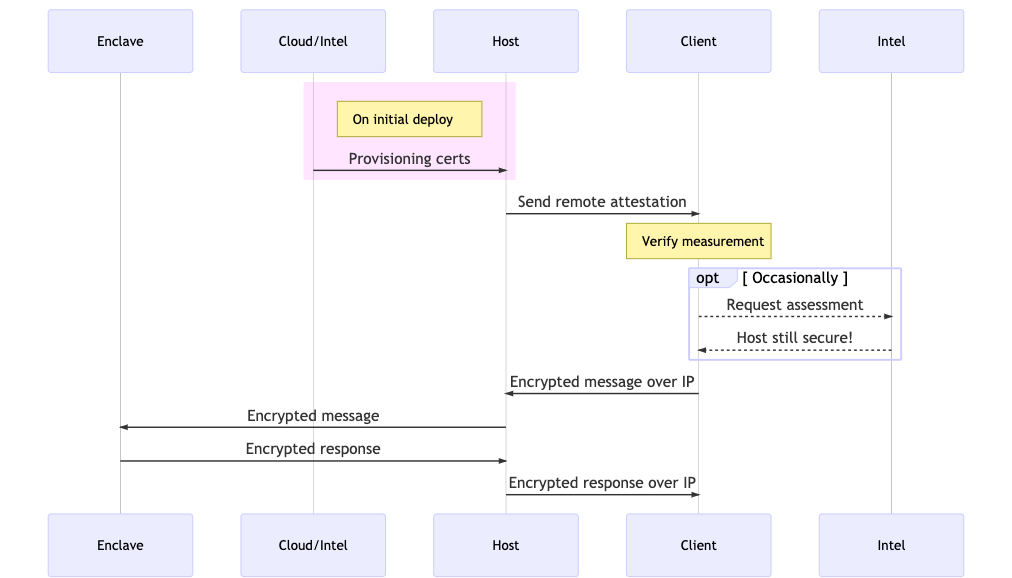 Enclave
Cloud/Intel
Host
Client
Intel
On initial deploy
Provisioning certs
Send remote attestation
Verify measurement
opt
[ Occasionally ]
Request assessment
Host still secure!
Encrypted message over IP
Encrypted message
Encrypted response
Encrypted response over IP
Enclave
Cloud/Intel
Host
Client
Intel